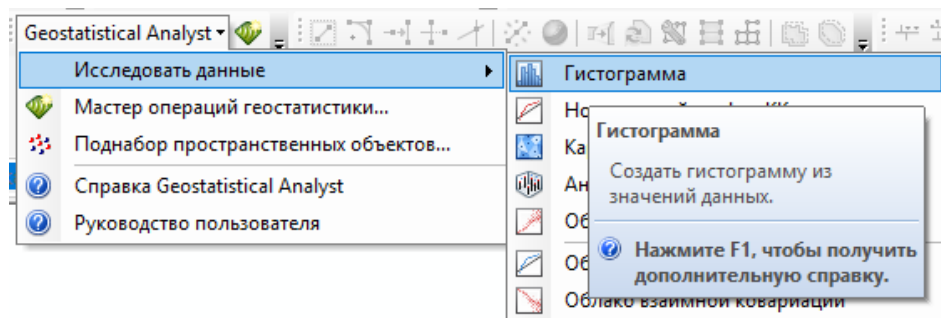 Geostatistical Analyst
Исследовать данные
Мастер операций геостатистики...
Поднабор пространственных объектов...
Справка Geostatistical Analyst
Руководство пользователя
Гистограмма
Гистограмма
Создать гистограмму из
значений данных.
Нажмите F1, чтобы получить
дополнительную справку.
Облако взаимной ковариации